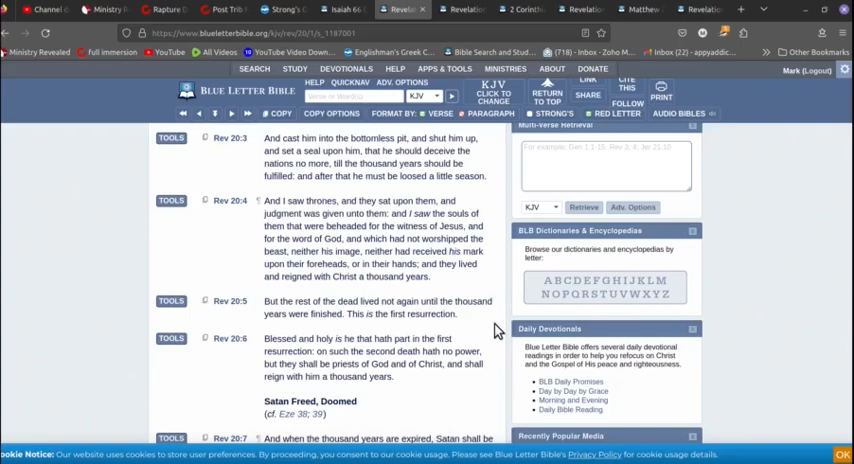 Channel d
Ministry R
Rapture D
Post Trib
Strong's C
Isaiah 66
Revelat
Revelation
2 Corinth
Revelatio
Matthew
Revelatio
https://www.blueletterbible.org/kjv/rev/20/1/s_1187001
Ministry Revealed
full immersion
YouTube
All Videos
YouTube Video Down...
Englishman's Greek C...
Bible Search and Stud...
(718) - Inbox - Zoho M...
Inbox (22) - appyaddic...
Other Bookmarks
SEARCH STUDY DEVOTIONALS HELP APPS & TOOLS MINISTRIES ABOUT DONATE
Mark (Logout)
BLUE LETTER BIBLE
HELP QUICKNAV ADV. OPTIONS
Verse or Word(s)
KJV
KJV
CLICK TO
CHANGE
RETURN
TO TOP
LINK
SHARE
CITE
THIS
FOLLOW
PRINT
COPY COPY OPTIONS FORMAT BY: VERSE PARAGRAPH STRONG'S RED LETTER AUDIO BIBLES
TOOLS Rev 20:3 And cast him into the bottomless pit, and shut him up,
and set a seal upon him, that he should deceive the
nations no more, till the thousand years should be
fulfilled: and after that he must be loosed a little season.
TOOLS Rev 20:4 ¶ And I saw thrones, and they sat upon them, and
judgment was given unto them: and I saw the souls of
them that were beheaded for the witness of Jesus, and
for the word of God, and which had not worshipped the
beast, neither his image, neither had received his mark
upon their foreheads, or in their hands; and they lived
and reigned with Christ a thousand years.
TOOLS Rev 20:5 But the rest of the dead lived not again until the thousand
years were finished. This is the first resurrection.
TOOLS Rev 20:6 Blessed and holy is he that hath part in the first
resurrection: on such the second death hath no power,
but they shall be priests of God and of Christ, and shall
reign with him a thousand years.
Satan Freed, Doomed
(cf. Eze 38; 39)
TOOLS Rev 20:7 ¶ And when the thousand years are expired, Satan shall be
Multi-Verse Retrieval
x
For example: Gen 1:1-15, Rev 3, 4; Jer 21:10
KJV
Retrieve
Adv. Options
BLB Dictionaries & Encyclopedias
x
Browse our dictionaries and encyclopedias by
letter:
A B C D E F G H I J K L M
N O P Q R S T U V W X Y Z
Daily Devotionals
x
Blue Letter Bible offers several daily devotional
readings in order to help you refocus on Christ
and the Gospel of His peace and righteousness.
BLB Daily Promises
Day by Day by Grace
Morning and Evening
Daily Bible Reading
Recently Popular Media
x
ookie Notice: Our website uses cookies to store user preferences. By proceeding, you consent to our cookie usage. Please see Blue Letter Bible's Privacy Policy for cookie usage details.
OK